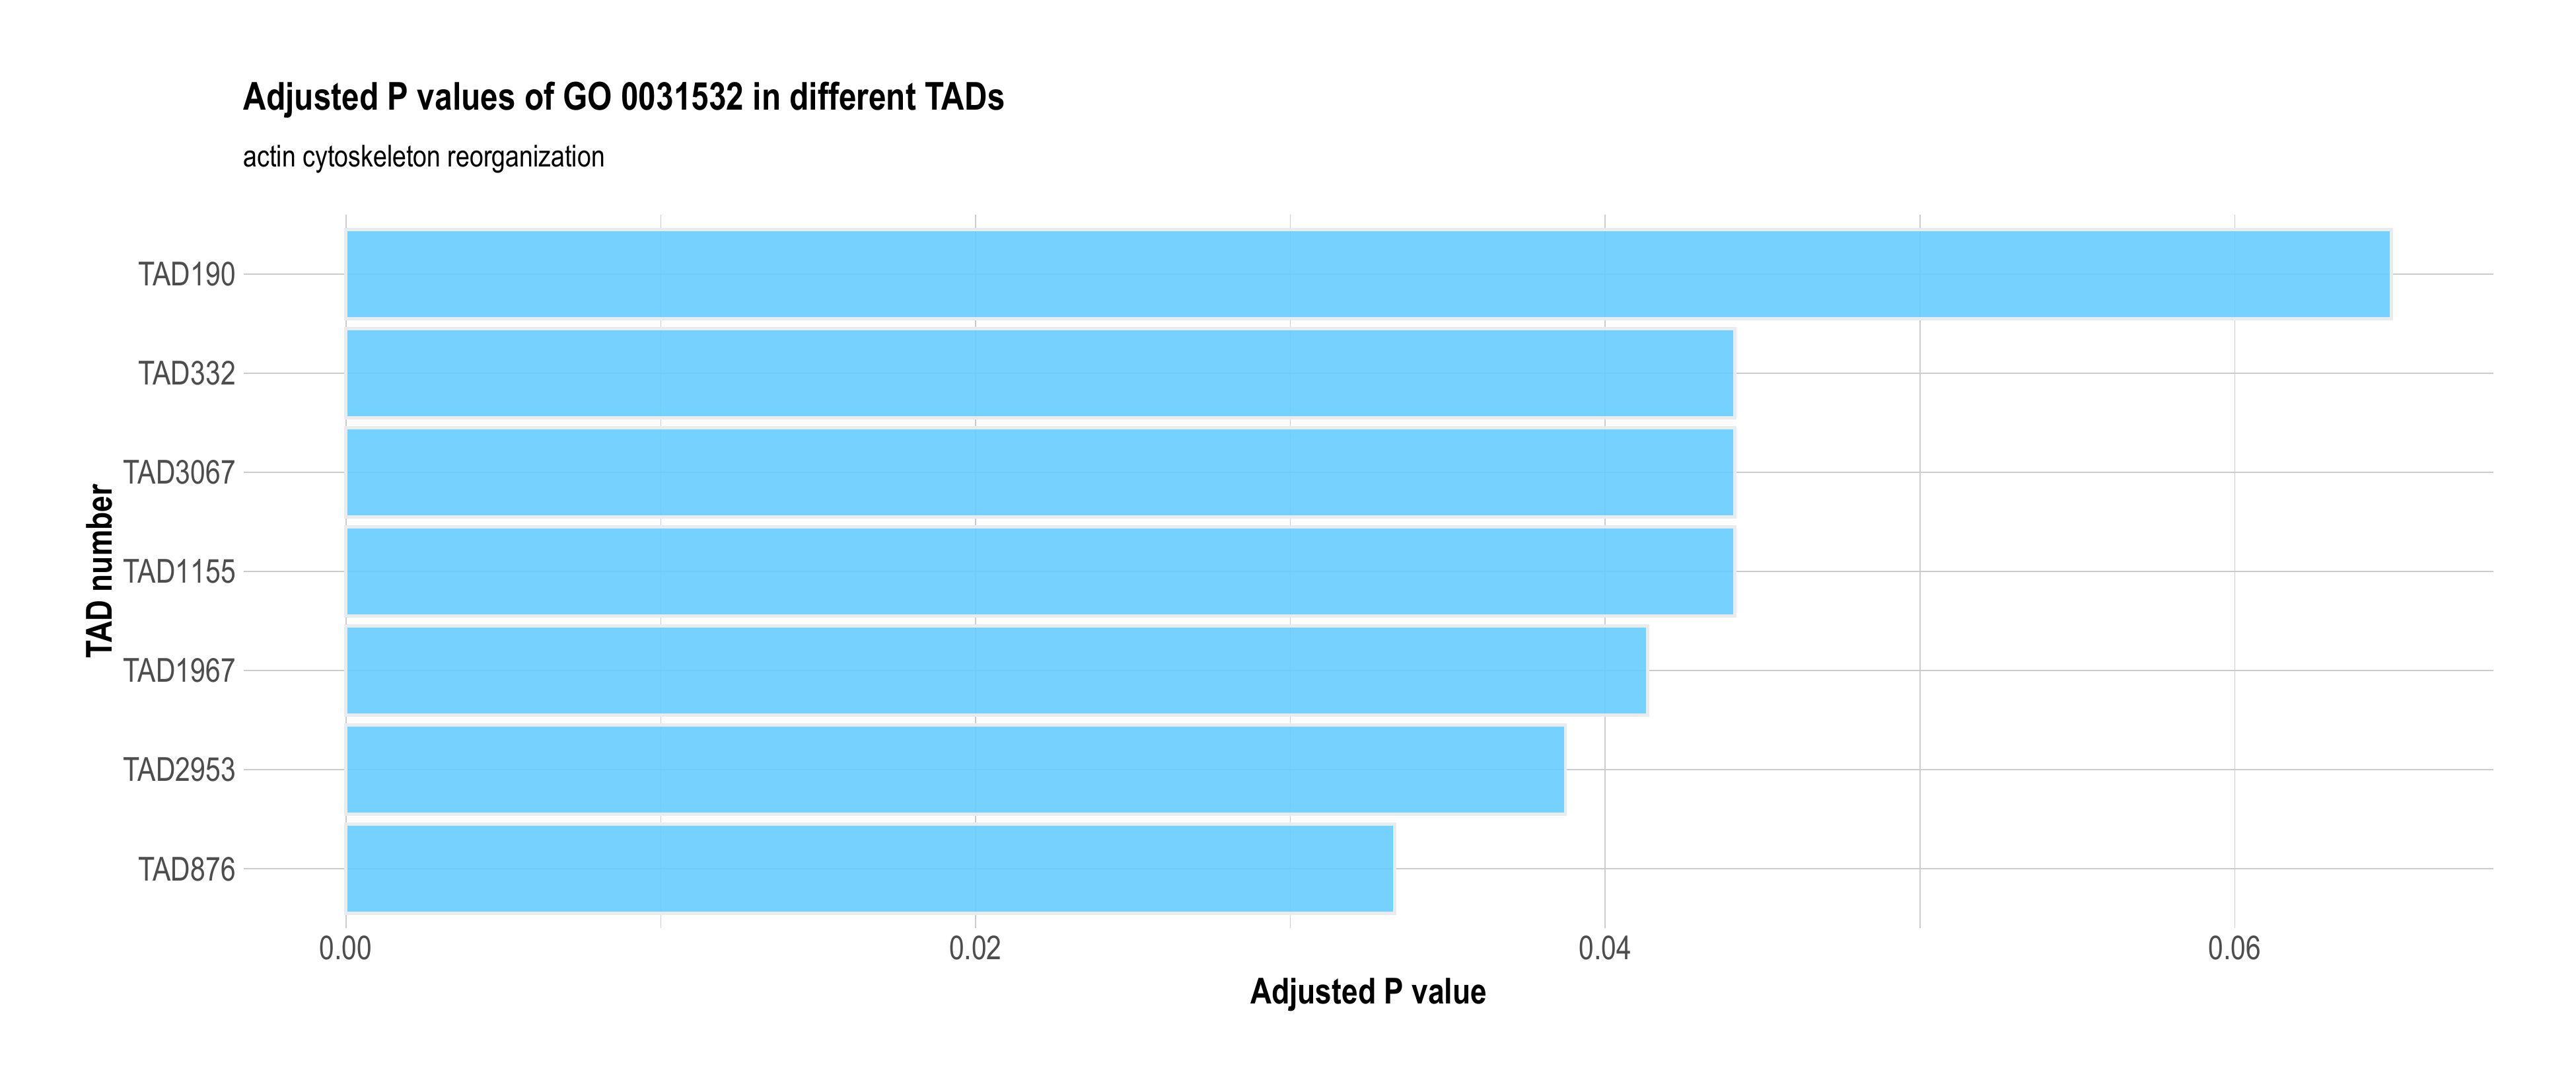 Adjusted P values of GO 0031532 in different TADs
actin cytoskeleton reorganization
TAD number
TAD190
TAD332
TAD3067
TAD1155
TAD1967
TAD2953
TAD876
0.00 0.02 0.04 0.06
Adjusted P value